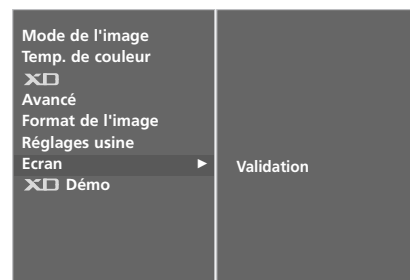 Mode de l'image
Temp. de couleur
XD
Avancé
Format de l'image
Réglages usine
Ecran ►
Validation
XD Démo